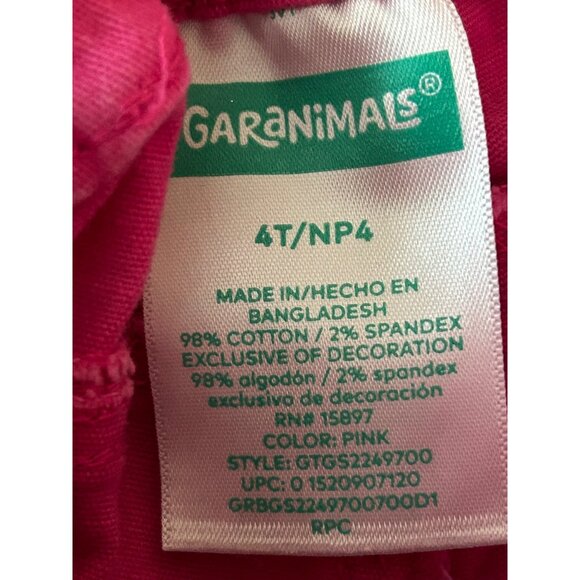 GARANIMALS®
4T/NP4
MADE IN/HECHO EN
BANGLADESH
98% COTTON / 2% SPANDEX
EXCLUSIVE OF DECORATION
98% algodón / 2% spandex
exclusivo de decoración
RN# 15897
COLOR: PINK
STYLE: GTGS2249700
UPC: 0 1520907120
GRBGS2249700700D1
RPC